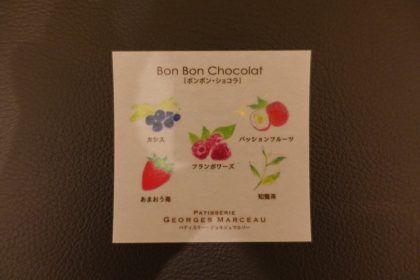 Bon Bon Chocolat
[ボンボン・ショコラ]
カシス
パッションフルーツ
フランボワーズ
あまおう苺
知覧茶
PATISSERIE
GEORGES MARCEAU
パティスリー・ジョルジュマルソー